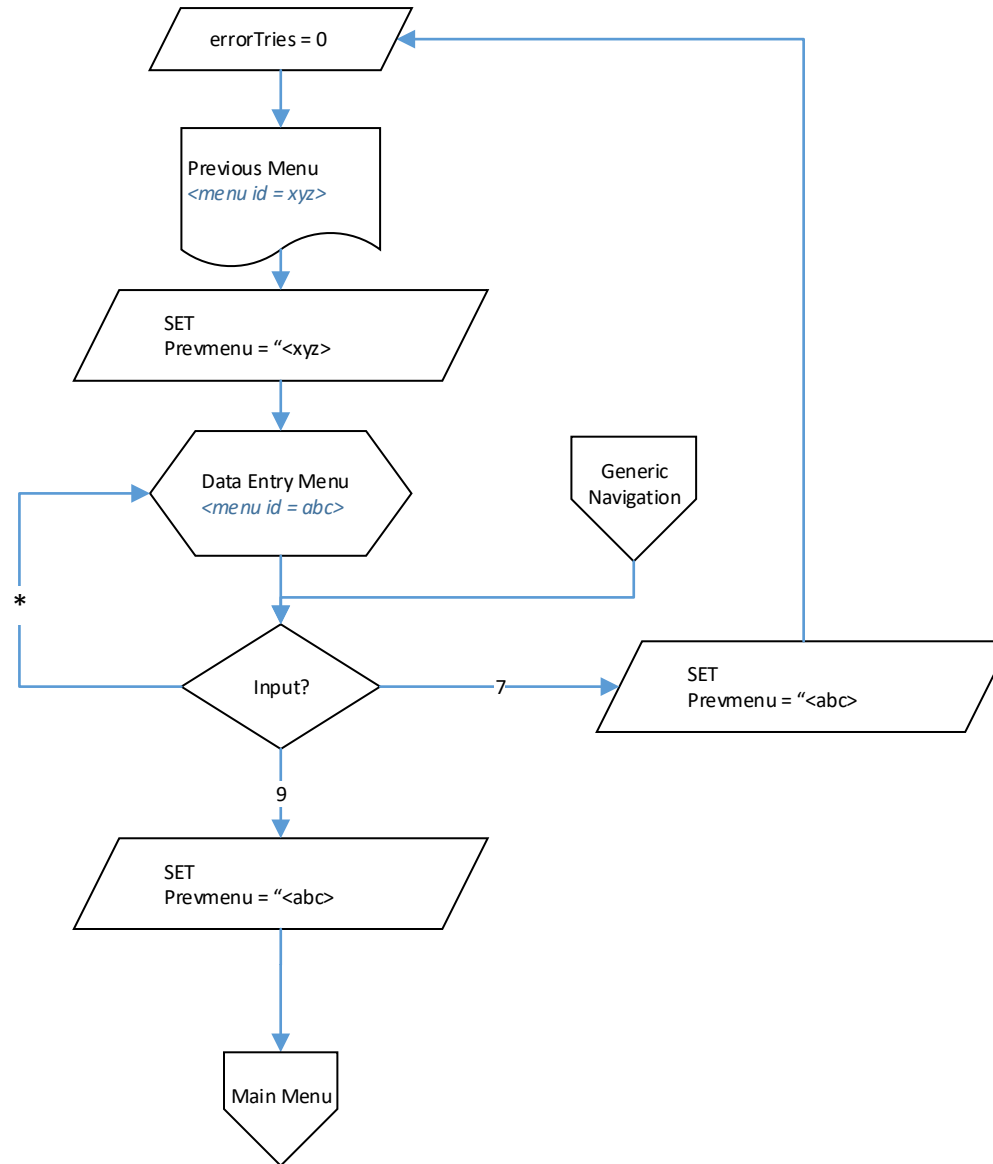 errorTries = 0
Previous Menu
<menu id = xyz>
SET
Prevmenu = “<xyz>
Data Entry Menu
<menu id = abc>
Generic
Navigation
*
Input?
7
SET
Prevmenu = “<abc>
9
SET
Prevmenu = “<abc>
Main Menu